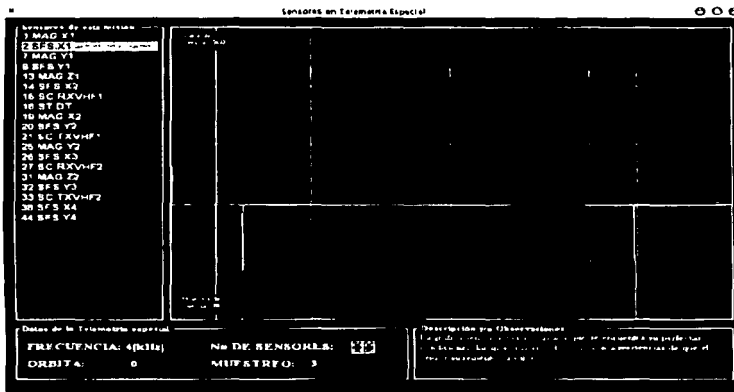 Sensores en Telemetria Especial
Sensores de esta Mision
1 MAG X1
2 SFS X1
7 MAG Y1
8 SFS Y1
13 MAG Z1
14 SFS X2
15 SC RXVHF1
18 ST DT
19 MAG X2
20 SFS Y2
21 SC TXVHF1
25 MAG Y2
26 SFS X3
27 SC RXVHF2
31 MAG Z2
32 SFS Y3
33 SC TXVHF2
38 SFS X4
44 SFS Y4
Datos de la Telemetria especial
FRECUENCIA: 4[kHz]
No DE SENSORES:
ORBITA: 0
MUESTREO: 3
Descripción y/u Observaciones